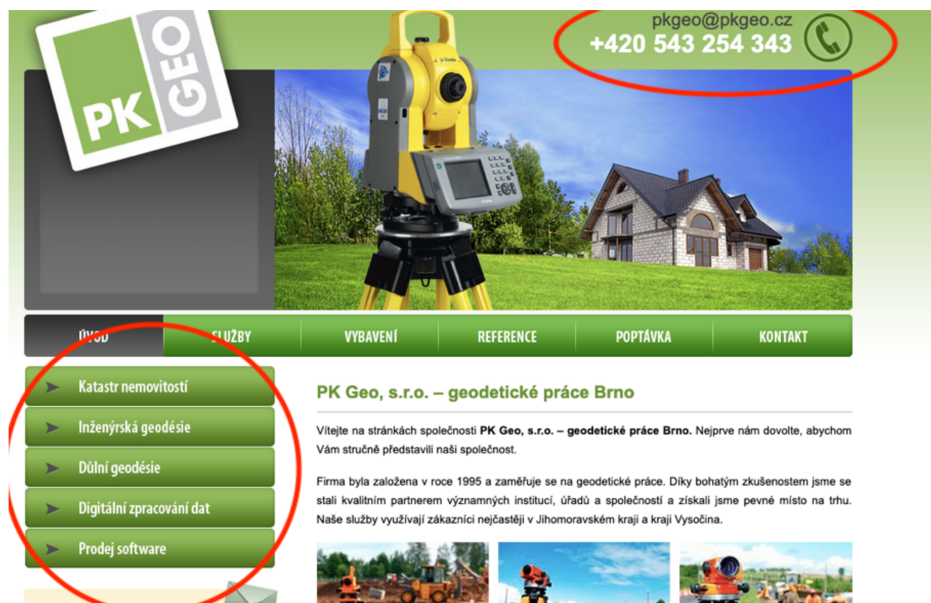 pkgeo@pkgeo.cz
+420 543 254 343
PK GEO
ÚVOD
SLUŽBY
VYBAVENÍ
REFERENCE
POPTÁVKA
KONTAKT
Katastr nemovitostí
Inženýrská geodésie
Důlní geodésie
Digitální zpracování dat
Prodej software
PK Geo, s.r.o. – geodetické práce Brno
Vítejte na stránkách společnosti PK Geo, s.r.o. – geodetické práce Brno. Nejprve nám dovolte, abychom
Vám stručně představili naši společnost.
Firma byla založena v roce 1995 a zaměřuje se na geodetické práce. Díky bohatým zkušenostem jsme se
stali kvalitním partnerem významných institucí, úřadů a společností a získali jsme pevné místo na trhu.
Naše služby využívají zákazníci nejčastěji v Jihomoravském kraji a kraji Vysočina.